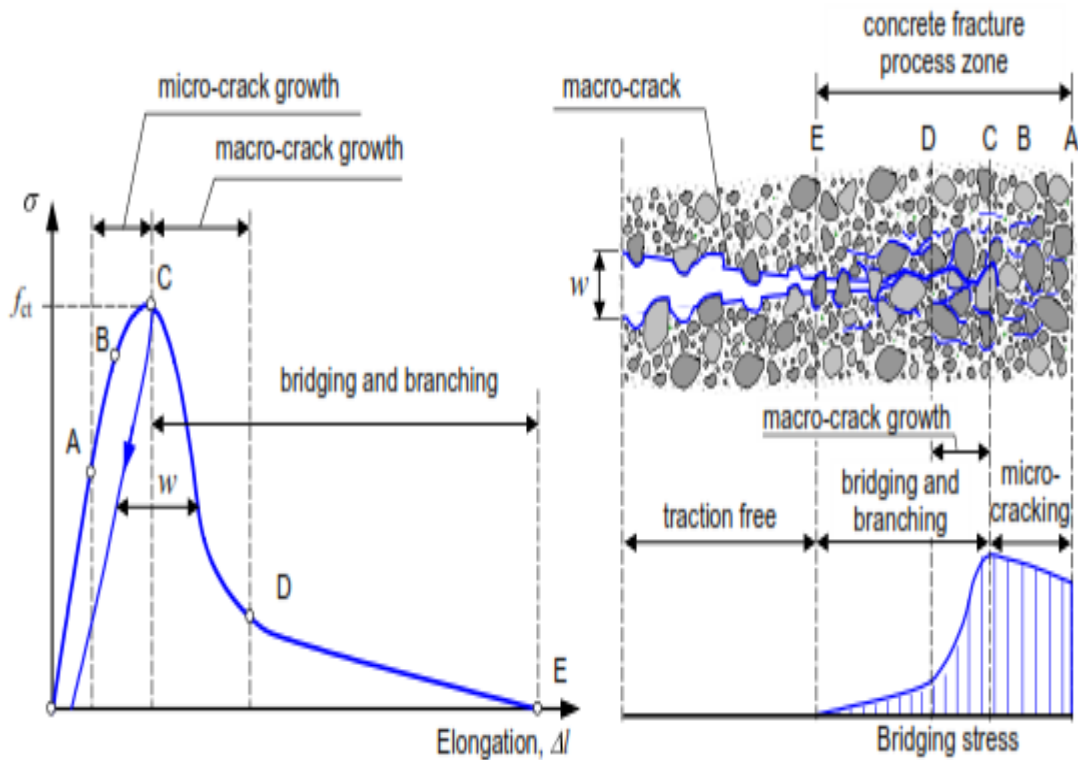 micro-crack growth
macro-crack growth
σ
C
f_ct
B
bridging and branching
A
w
D
E
Elongation, Δl
concrete fracture
process zone
macro-crack
E
D
C
B
A
w
macro-crack growth
bridging and
branching
micro-
cracking
traction free
Bridging stress